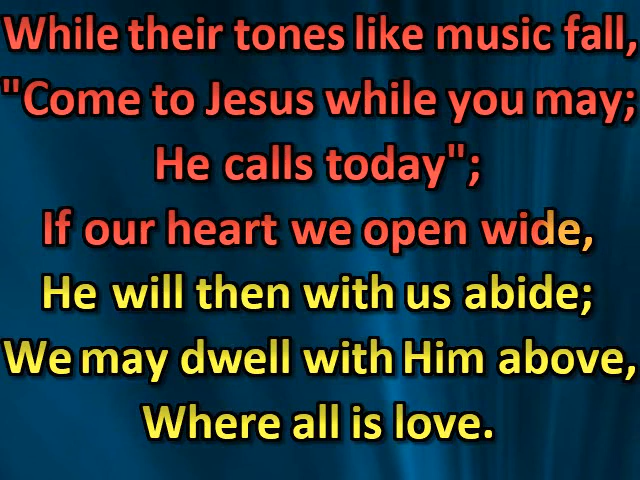 While their tones like music fall,
"Come to Jesus while you may;
He calls today";
If our heart we open wide,
He will then with us abide;
We may dwell with Him above,
Where all is love.